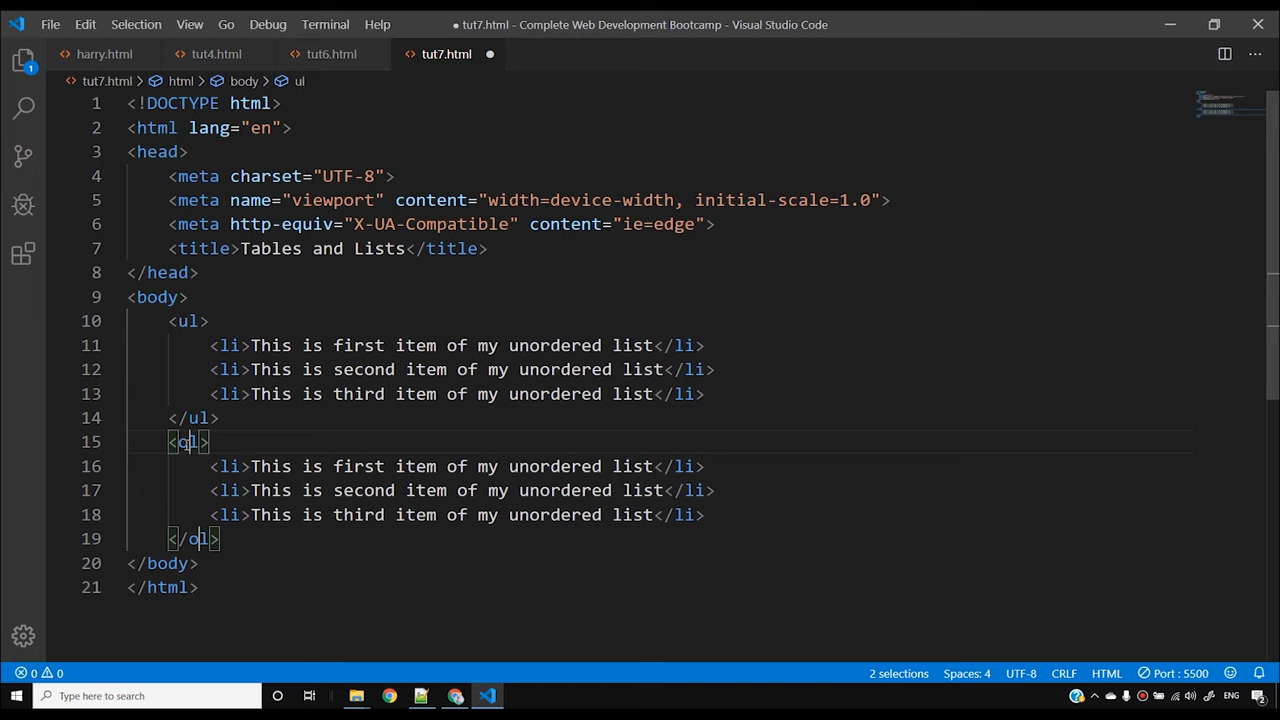 File Edit Selection View Go Debug Terminal Help ● tut7.html - Complete Web Development Bootcamp - Visual Studio Code
harry.html tut4.html tut6.html tut7.html
tut7.html > html > body > ul
1 <!DOCTYPE html>
2 <html lang="en">
3 <head>
4 <meta charset="UTF-8">
5 <meta name="viewport" content="width=device-width, initial-scale=1.0">
6 <meta http-equiv="X-UA-Compatible" content="ie=edge">
7 <title>Tables and Lists</title>
8 </head>
9 <body>
10 <ul>
11 <li>This is first item of my unordered list</li>
12 <li>This is second item of my unordered list</li>
13 <li>This is third item of my unordered list</li>
14 </ul>
15 <ol>
16 <li>This is first item of my unordered list</li>
17 <li>This is second item of my unordered list</li>
18 <li>This is third item of my unordered list</li>
19 </ol>
20 </body>
21 </html>
1
0 0 2 selections Spaces: 4 UTF-8 CRLF HTML Port : 5500
Type here to search ENG 2